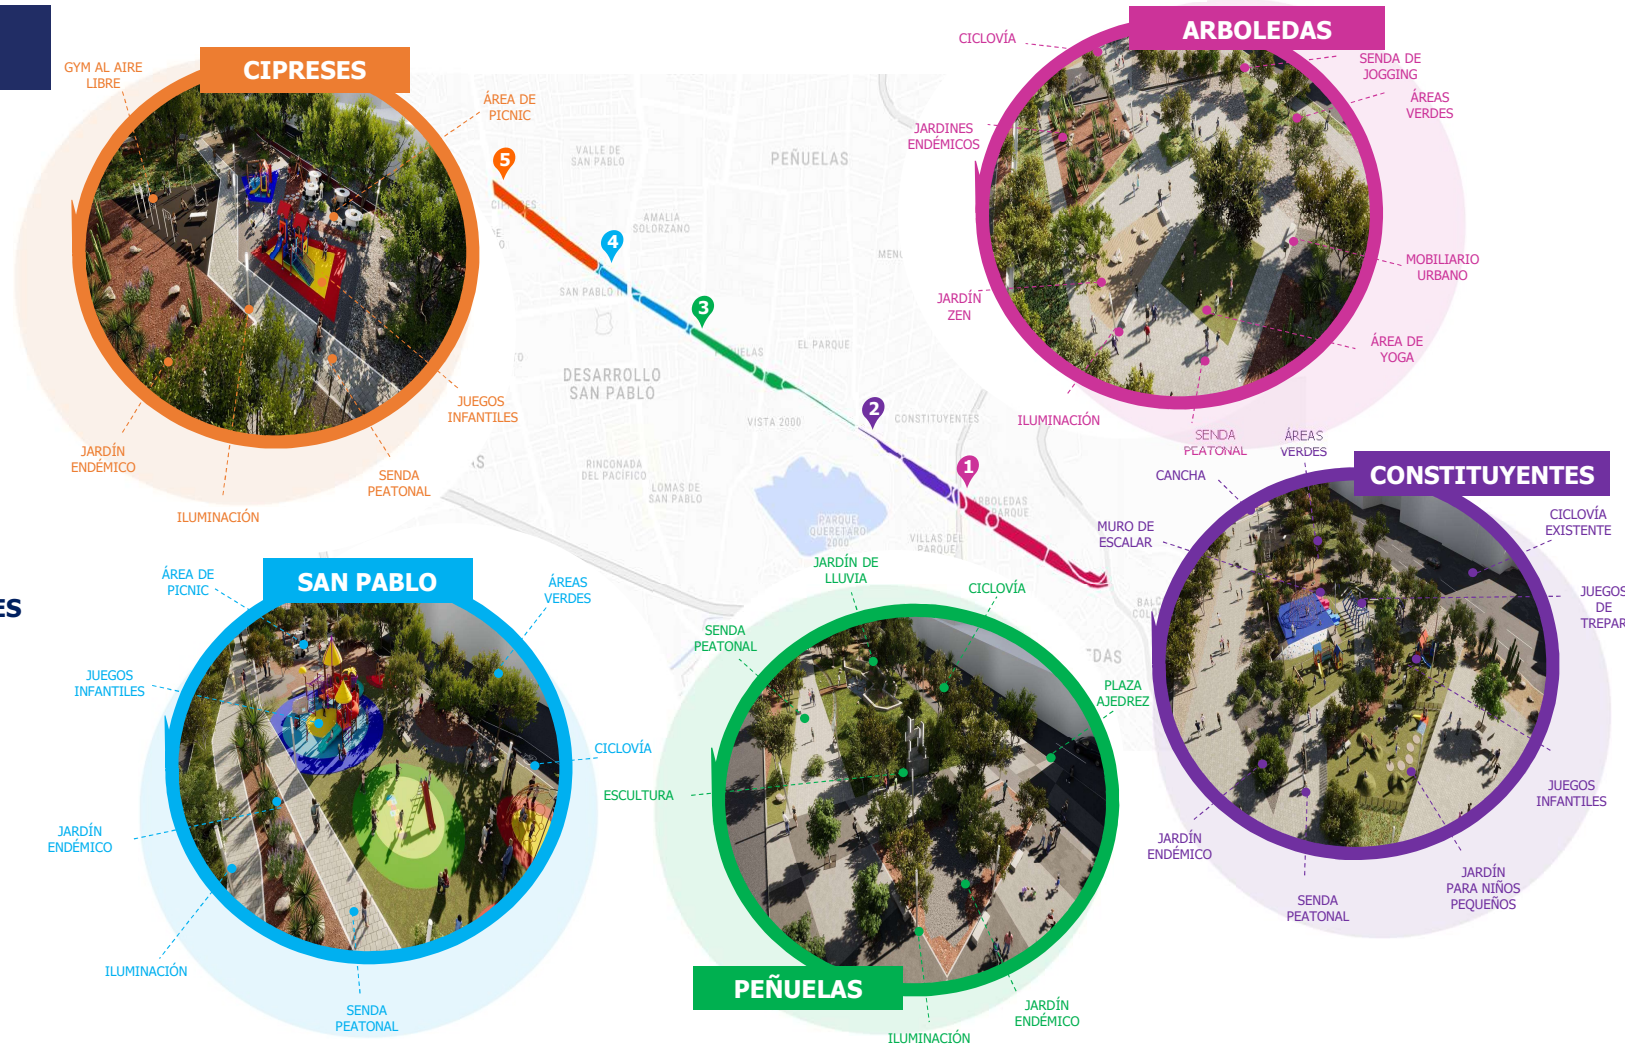 CIPRESES
GYM AL AIRE
LIBRE
ÁREA DE
PICNIC
JUEGOS
INFANTILES
JARDÍN
ENDÉMICO
SENDA
PEATONAL
ILUMINACIÓN
ARBOLEDAS
CICLOVÍA
SENDA DE
JOGGING
ÁREAS
VERDES
JARDINES
ENDÉMICOS
MOBILIARIO
URBANO
JARDÍN
ZEN
ÁREA DE
YOGA
ILUMINACIÓN
SENDA
PEATONAL
5
4
3
2
1
VALLE DE
SAN PABLO
PEÑUELAS
AMALIA
SOLORZANO
SAN PABLO
EL PARQUE
DESARROLLO
SAN PABLO
VISTA 2000
CONSTITUYENTES
RINCONADA
DEL PACÍFICO
LOMAS DE
SAN PABLO
PARQUE
QUERETARO
2000
VILLAS DEL
PARQUE
CONSTITUYENTES
ÁREAS
VERDES
CANCHA
CICLOVÍA
EXISTENTE
MURO DE
ESCALAR
JUEGOS
DE
TREPAR
JUEGOS
INFANTILES
JARDÍN
ENDÉMICO
JARDÍN
PARA NIÑOS
PEQUEÑOS
SENDA
PEATONAL
ES
SAN PABLO
ÁREA DE
PICNIC
ÁREAS
VERDES
JUEGOS
INFANTILES
CICLOVÍA
JARDÍN
ENDÉMICO
ILUMINACIÓN
SENDA
PEATONAL
JARDÍN DE
LLUVIA
CICLOVÍA
SENDA
PEATONAL
PLAZA
AJEDREZ
ESCULTURA
PEÑUELAS
JARDÍN
ENDÉMICO
ILUMINACIÓN